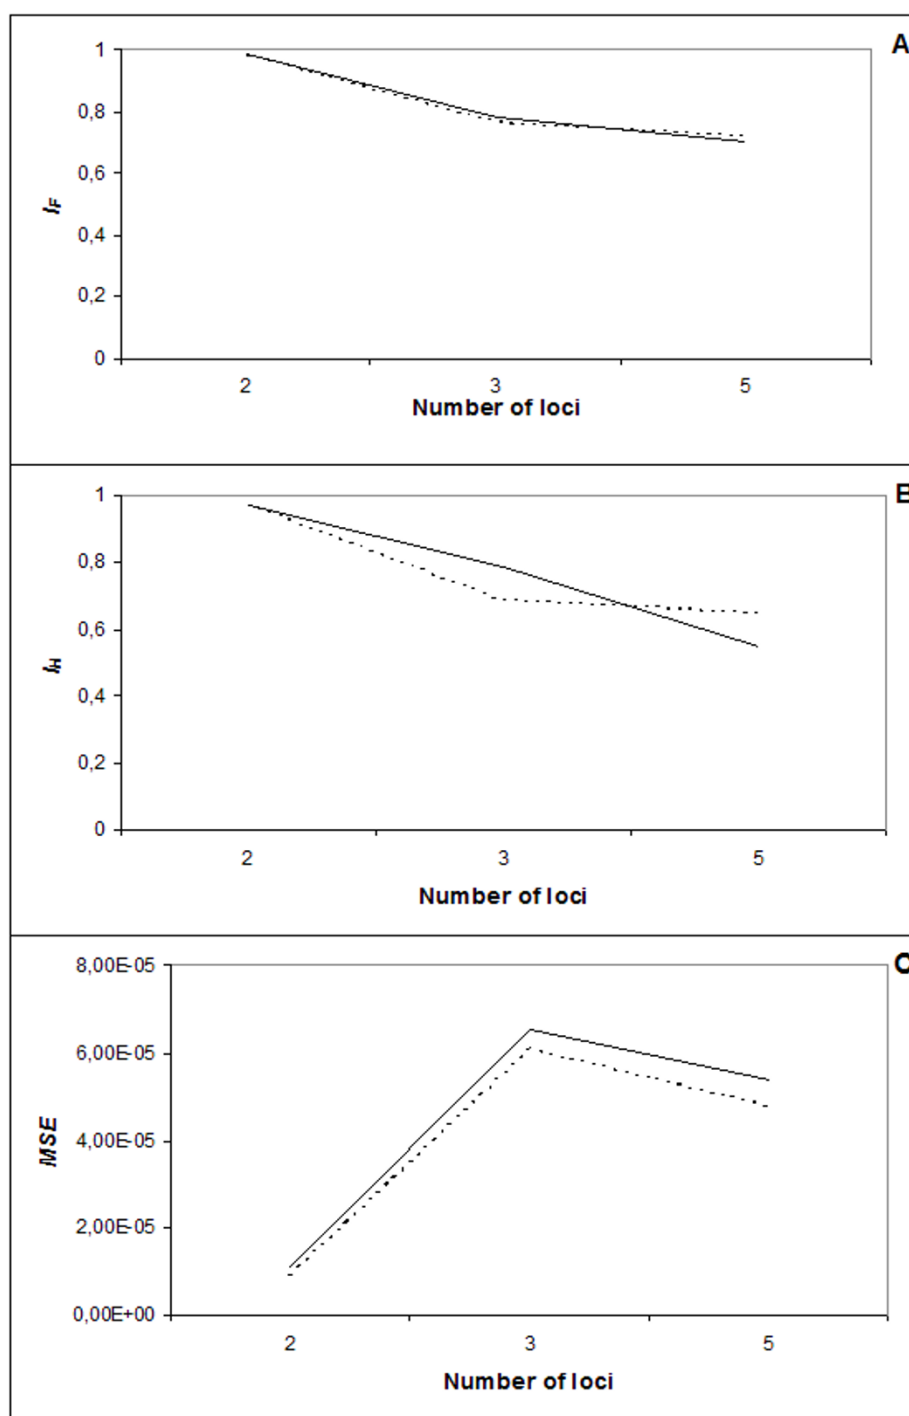 A
1
0,8
0,6
0,4
0,2
0
I_F
2 3 5
Number of loci
B
1
0,8
0,6
0,4
0,2
0
I_H
2 3 5
Number of loci
C
8,00E-05
6,00E-05
4,00E-05
2,00E-05
0,00E+00
MSE
2 3 5
Number of loci